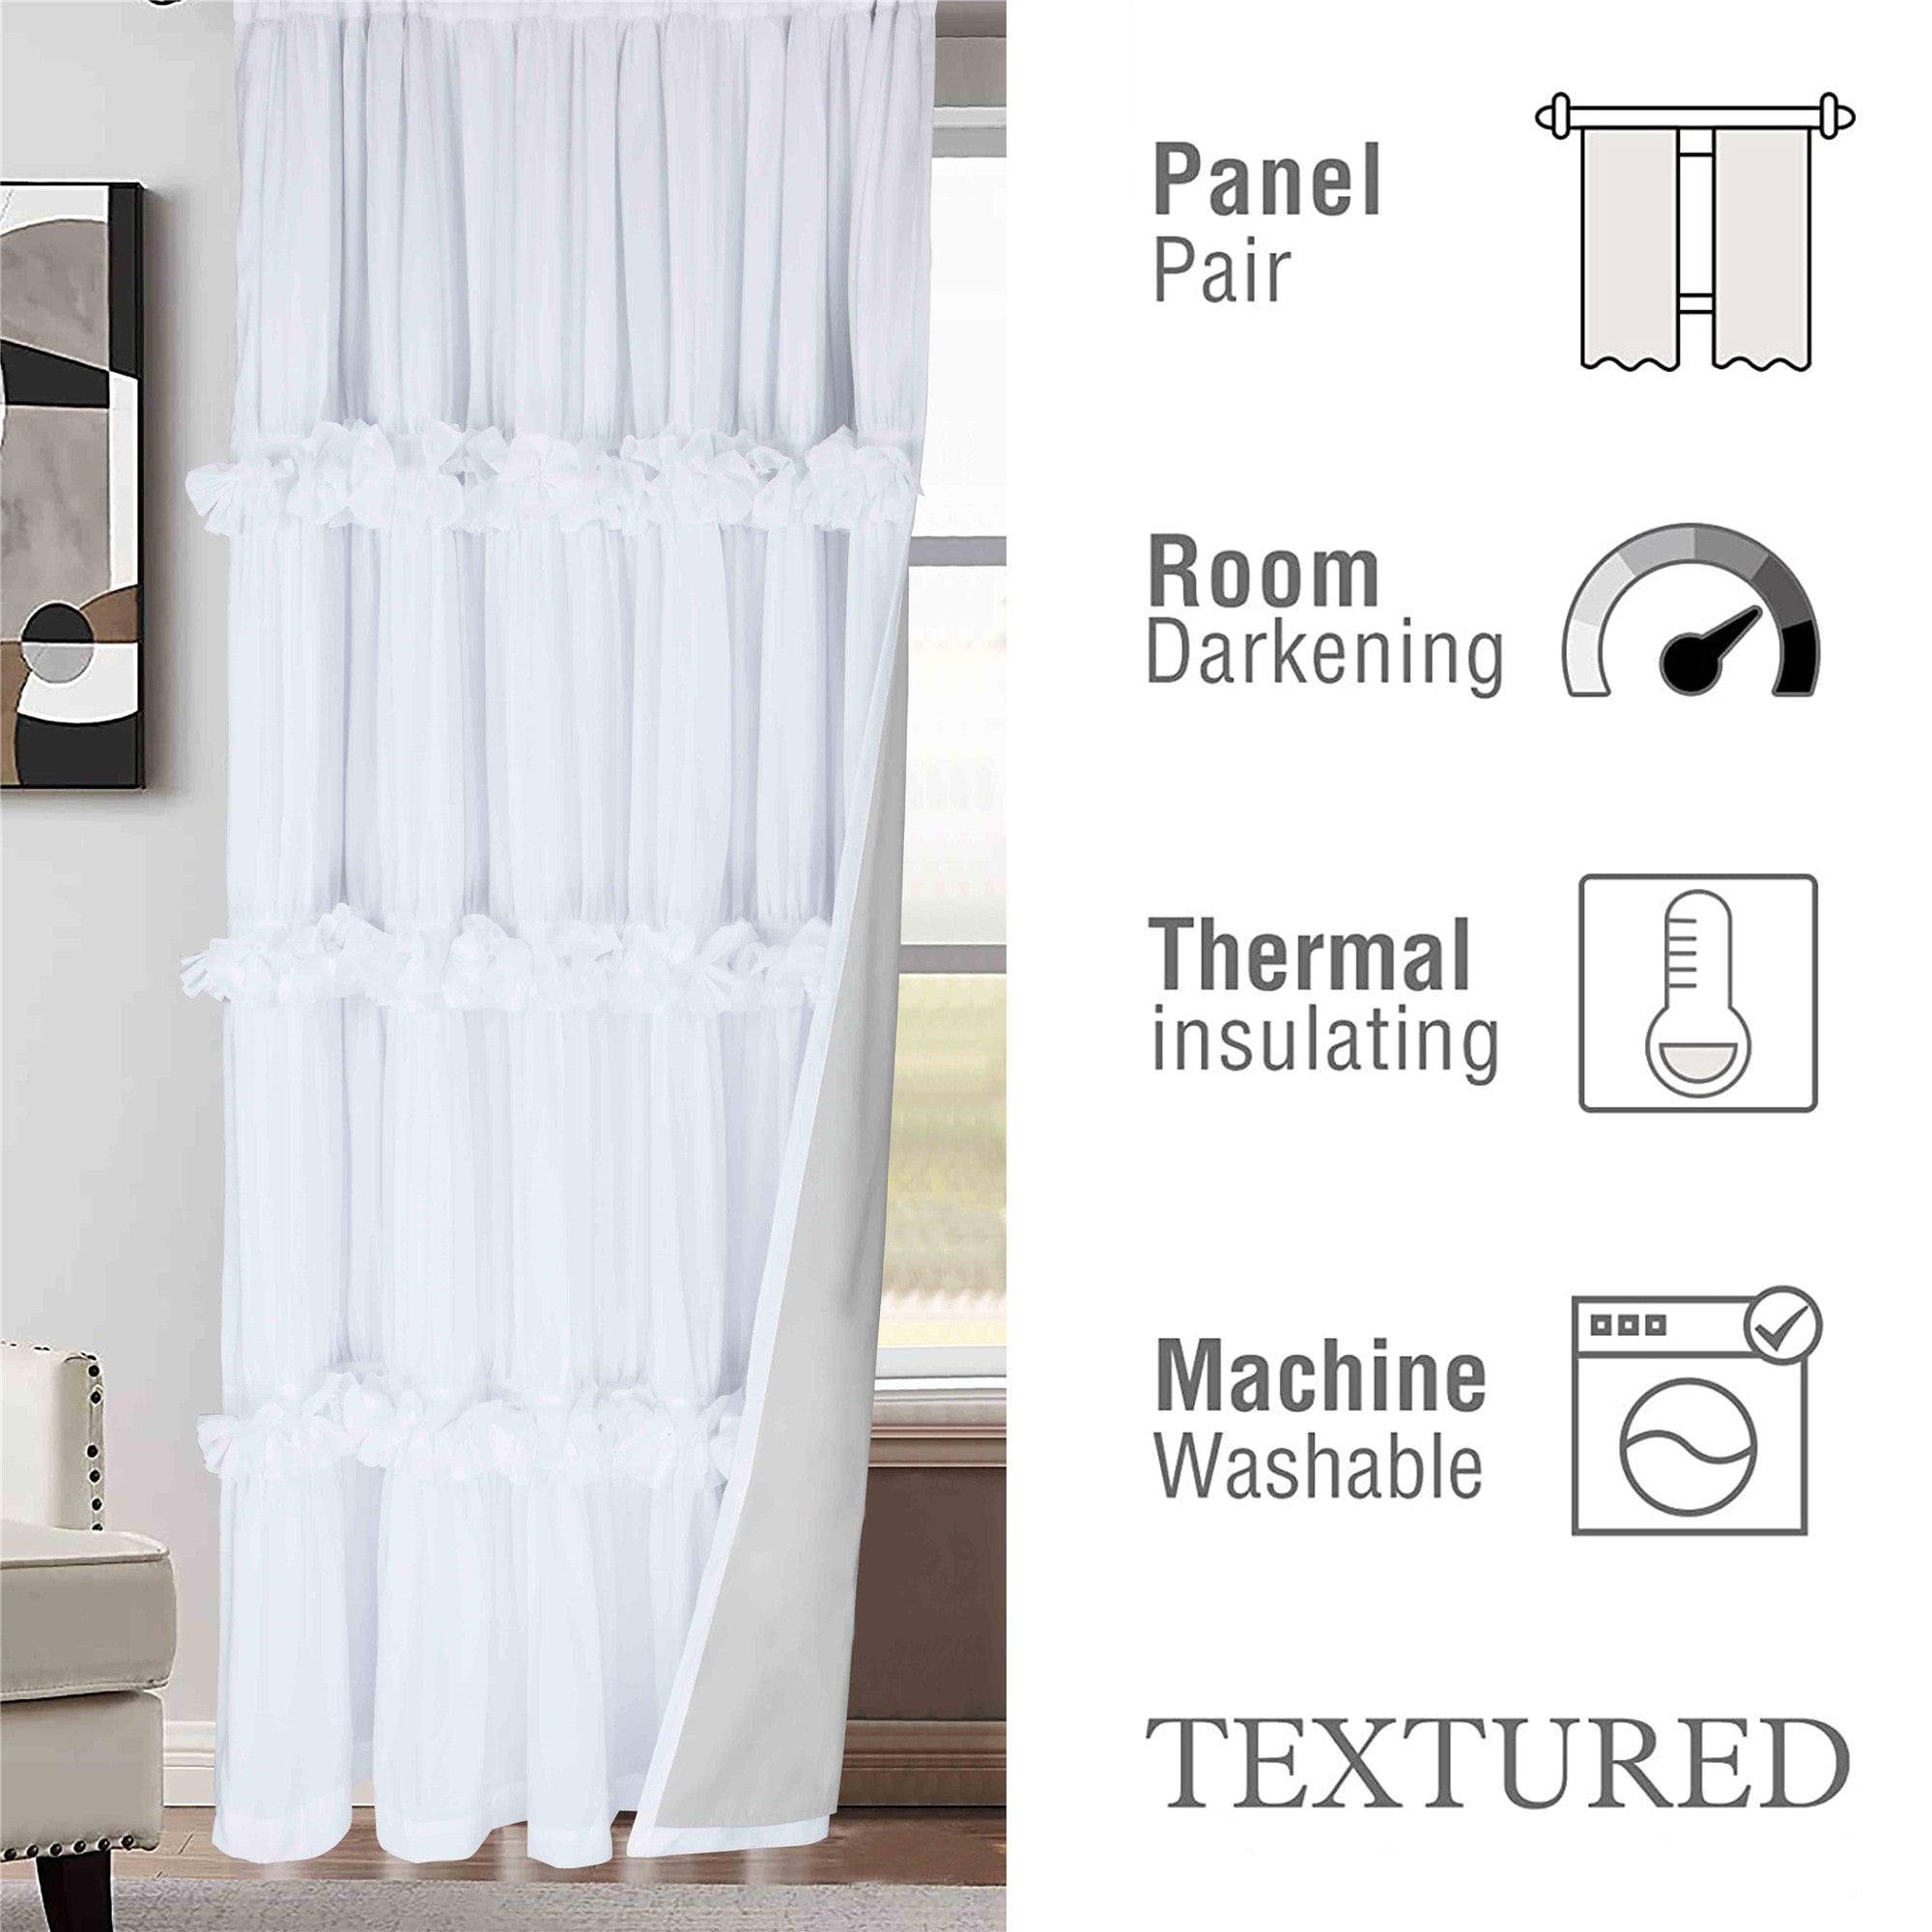 Panel
Pair
Room
Darkening
Thermal
insulating
Machine
Washable
TEXTURED